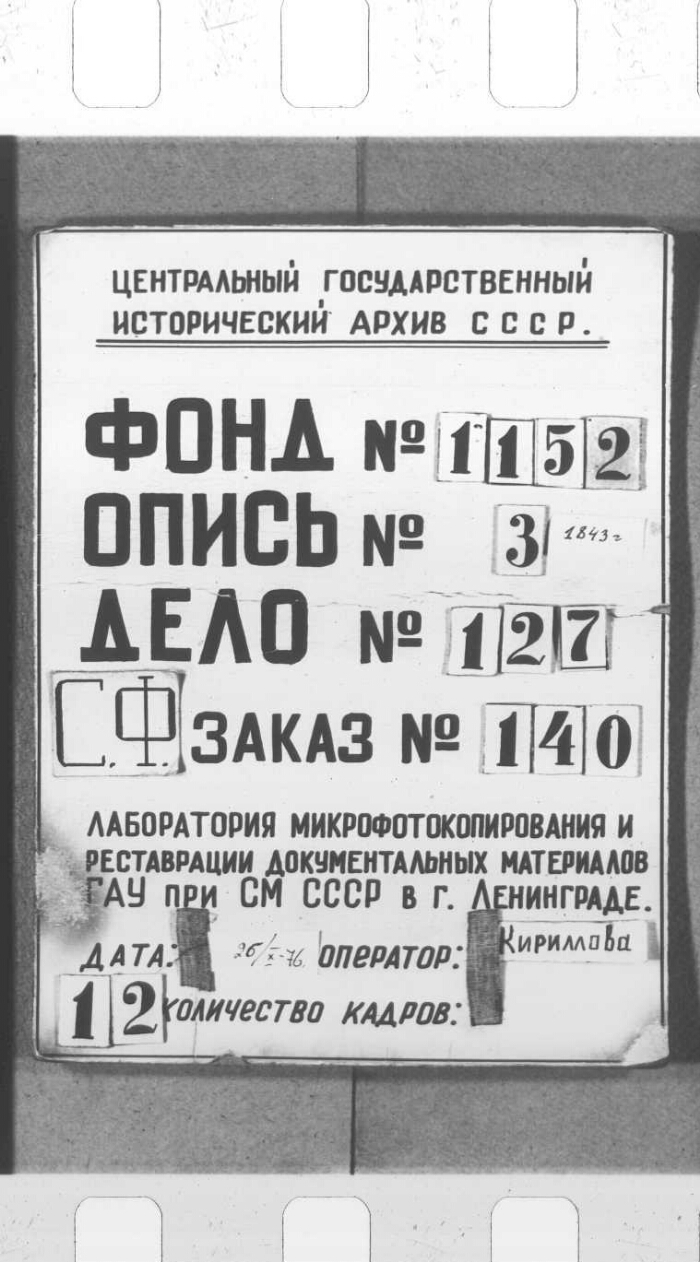 ЦЕНТРАЛЬНЫЙ ГОСУДАРСТВЕННЫЙ
ИСТОРИЧЕСКИЙ АРХИВ СССР.
ФОНД № 1152
ОПИСЬ № 3 1843 г
ДЕЛО № 127
С.Ф. ЗАКАЗ № 140
ЛАБОРАТОРИЯ МИКРОФОТОКОПИРОВАНИЯ И
РЕСТАВРАЦИИ ДОКУМЕНТАЛЬНЫХ МАТЕРИАЛОВ
ГАУ ПРИ СМ СССР В Г. ЛЕНИНГРАДЕ.
ДАТА: 26/X-76 ОПЕРАТОР: Кириллова
12 КОЛИЧЕСТВО КАДРОВ: